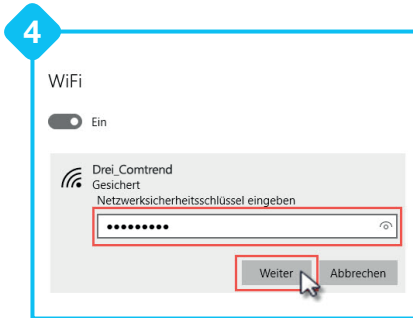 4
WiFi
Ein
Drei_Comtrend
Gesichert
Netzwerksicherheitsschlüssel eingeben
•••••••••
Weiter
Abbrechen